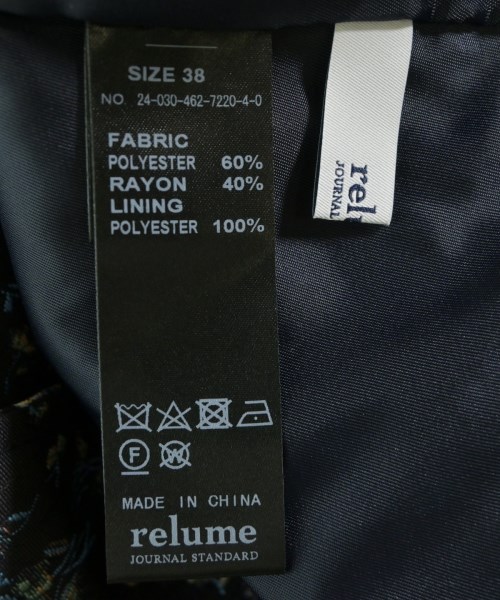 SIZE 38
NO. 24-030-462-7220-4-0
FABRIC
POLYESTER 60%
RAYON 40%
LINING
POLYESTER 100%
F
W
MADE IN CHINA
relume
JOURNAL STANDARD
relu
JOURNAL